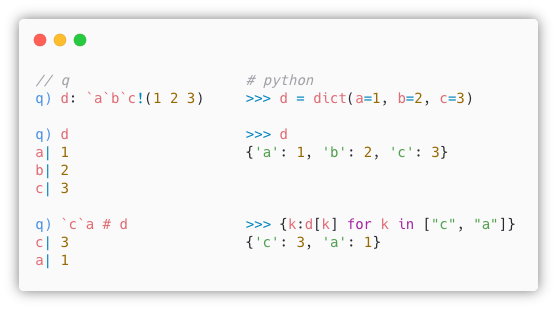 // q                     # python
q) d: `a`b`c!(1 2 3)     >>> d = dict(a=1, b=2, c=3)
q) d                     >>> d
a| 1                     {'a': 1, 'b': 2, 'c': 3}
b| 2
c| 3
q) `c`a # d              >>> {k:d[k] for k in ["c", "a"]}
c| 3                     {'c': 3, 'a': 1}
a| 1